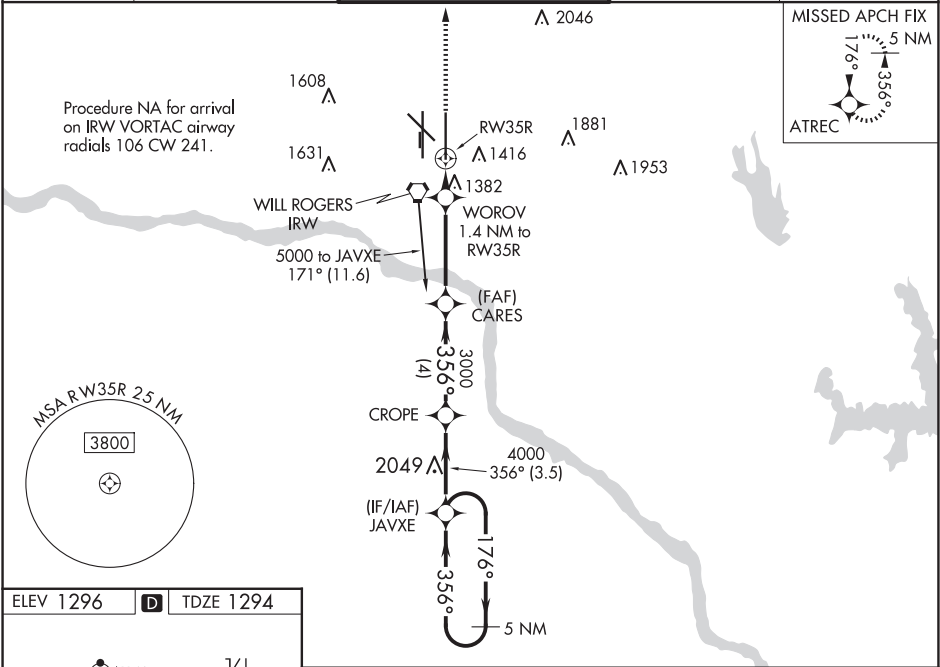 2046
MISSED APCH FIX
5 NM
176°
356°
ATREC
1608
Procedure NA for arrival
on IRW VORTAC airway
radials 106 CW 241.
RW35R
1881
1416
1631
1953
1382
WILL ROGERS
IRW
WOROV
1.4 NM to
RW35R
5000 to JAVXE
171° (11.6)
(FAF)
CARES
3000
356°
(4)
MSA RW35R 25 NM
3800
CROPE
2049
4000
356° (3.5)
(IF/IAF)
JAVXE
176°
356°
5 NM
ELEV 1296
D
TDZE 1294